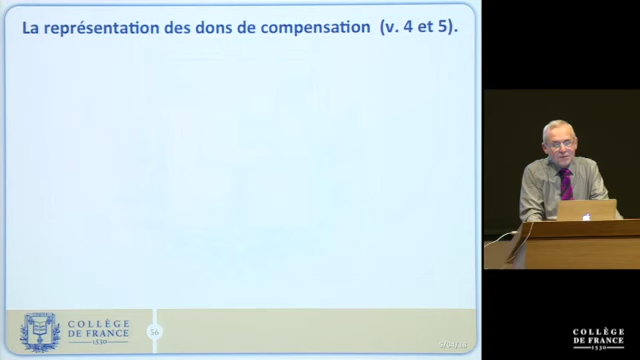 La représentation des dons de compensation (v. 4 et 5).
COLLÈGE
DE FRANCE
1530
56
COLLÈGE
DE FRANCE
1530